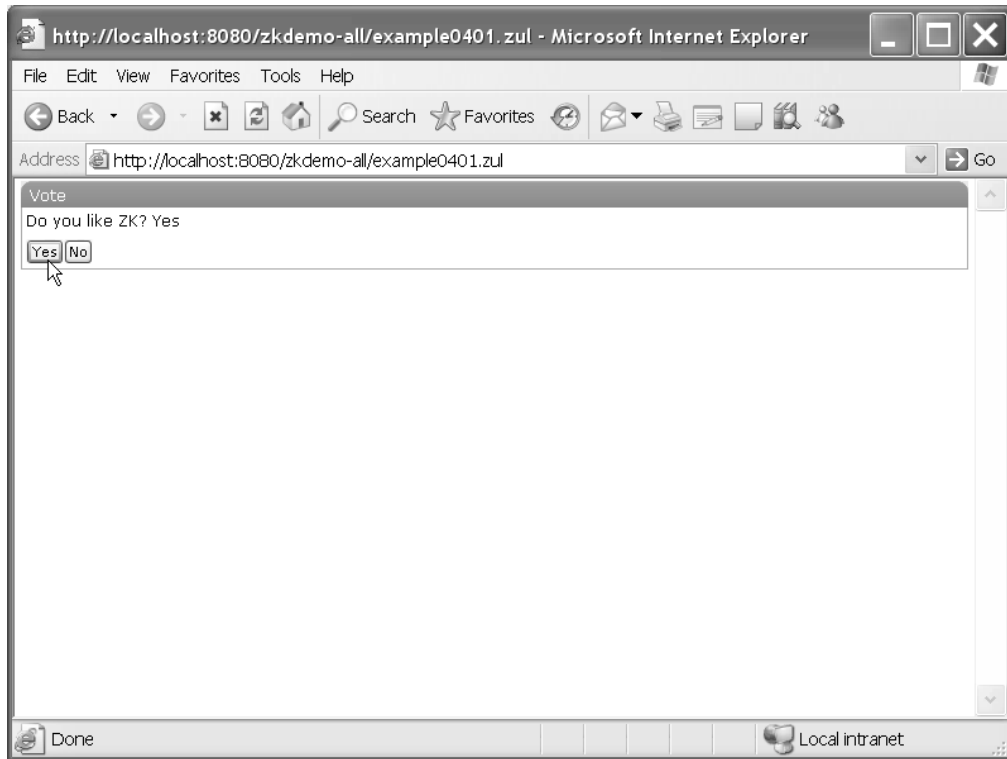 http://localhost:8080/zkdemo-all/example0401.zul - Microsoft Internet Explorer
File Edit View Favorites Tools Help
Back Search Favorites
Address http://localhost:8080/zkdemo-all/example0401.zul Go
Vote
Do you like ZK? Yes
Yes No
Done Local intranet